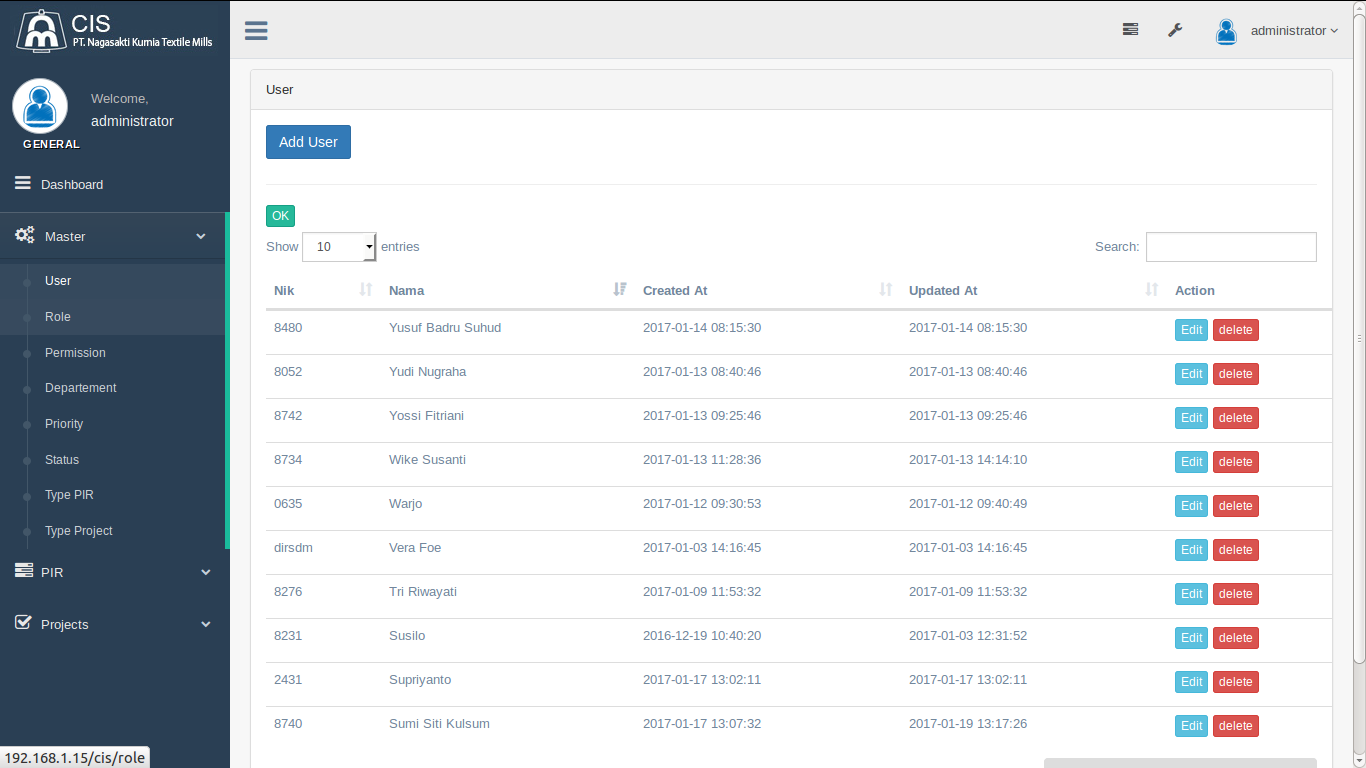 CIS
PT. Nagasakti Kurnia Textile Mills
administrator
Welcome,
administrator
GENERAL
Dashboard
Master
User
Role
Permission
Departement
Priority
Status
Type PIR
Type Project
PIR
Projects
192.168.1.15/cis/role
User
Add User
OK
Show 10 entries
Search:
Nik Nama Created At Updated At Action
8480 Yusuf Badru Suhud 2017-01-14 08:15:30 2017-01-14 08:15:30 Edit delete
8052 Yudi Nugraha 2017-01-13 08:40:46 2017-01-13 08:40:46 Edit delete
8742 Yossi Fitriani 2017-01-13 09:25:46 2017-01-13 09:25:46 Edit delete
8734 Wike Susanti 2017-01-13 11:28:36 2017-01-13 14:14:10 Edit delete
0635 Warjo 2017-01-12 09:30:53 2017-01-12 09:40:49 Edit delete
dirsdm Vera Foe 2017-01-03 14:16:45 2017-01-03 14:16:45 Edit delete
8276 Tri Riwayati 2017-01-09 11:53:32 2017-01-09 11:53:32 Edit delete
8231 Susilo 2016-12-19 10:40:20 2017-01-03 12:31:52 Edit delete
2431 Supriyanto 2017-01-17 13:02:11 2017-01-17 13:02:11 Edit delete
8740 Sumi Siti Kulsum 2017-01-17 13:07:32 2017-01-19 13:17:26 Edit delete